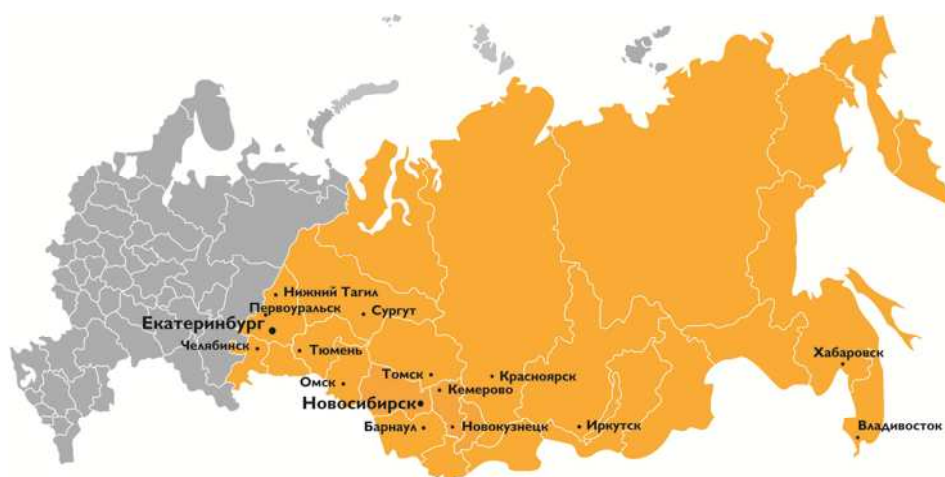 Нижний Тагил
Первоуральск
Сургут
Екатеринбург
Челябинск
Тюмень
Хабаровск
Томск
Красноярск
Омск
Кемерово
Новосибирск
Барнаул
Новокузнецк
Иркутск
Владивосток